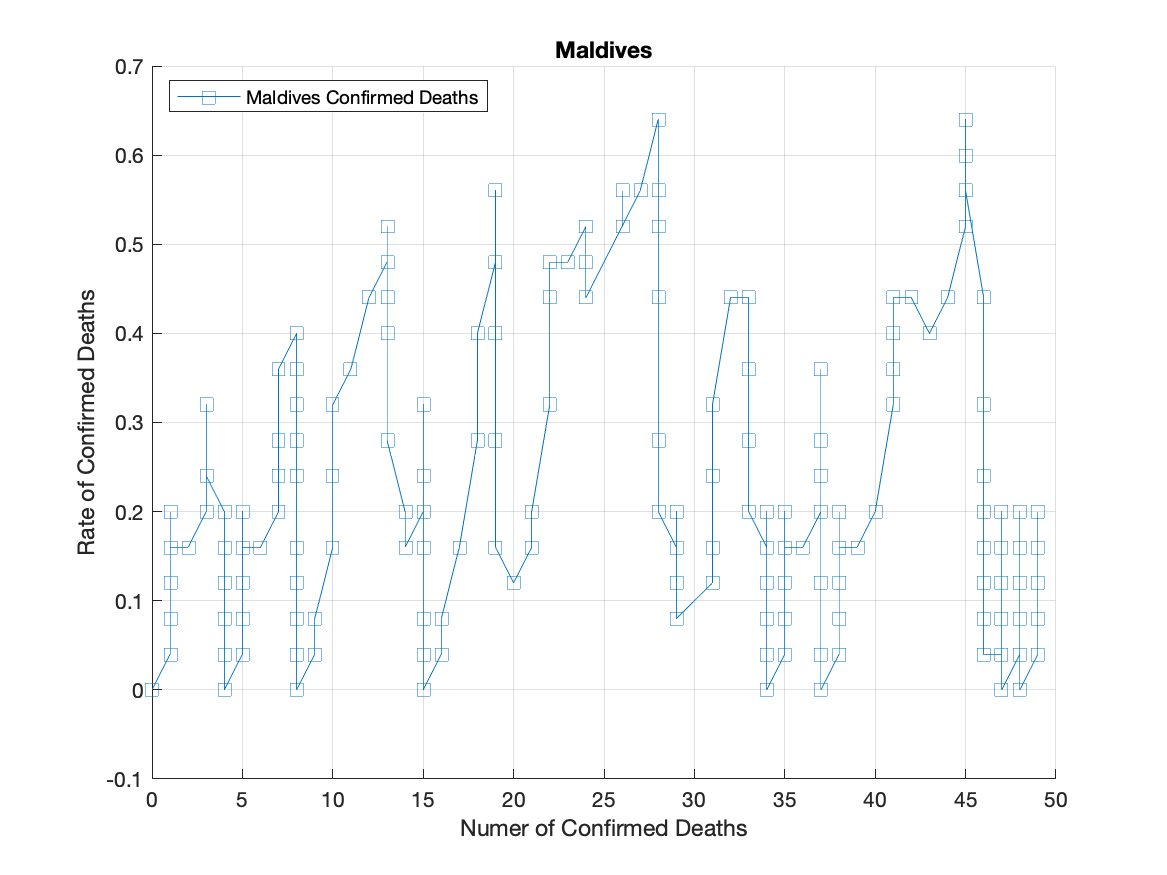 Maldives
Maldives Confirmed Deaths
0.7
0.6
0.5
0.4
0.3
0.2
0.1
0
-0.1
Rate of Confirmed Deaths
0 5 10 15 20 25 30 35 40 45 50
Numer of Confirmed Deaths